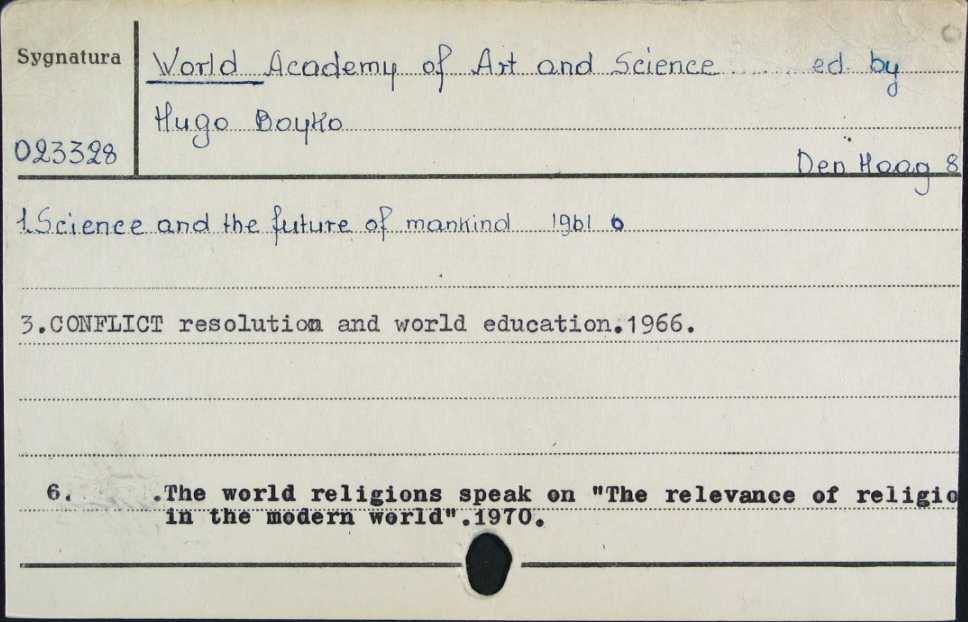 Sygnatura
World Academy of Art and Science ed. by
Hugo Boyko
023328
Den Haag 8
1. Science and the future of mankind 1961 6
3.CONFLICT resolution and world education.1966.
6. .The world religions speak on "The relevance of religio
in the modern world".1970.